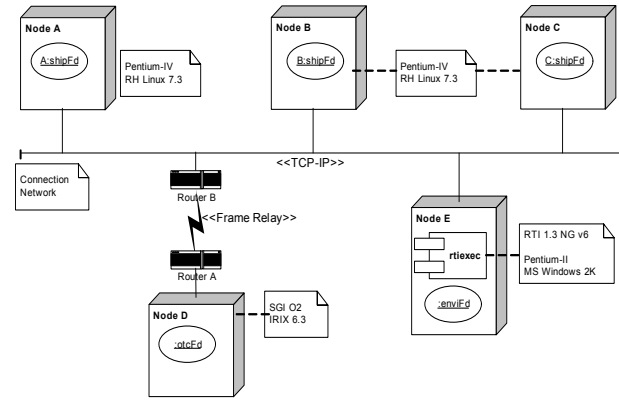 Node A
A:shipFd
Pentium-IV
RH Linux 7.3
Node B
B:shipFd
Pentium-IV
RH Linux 7.3
Node C
C:shipFd
<<TCP-IP>>
Connection
Network
Router B
<<Frame Relay>>
Router A
Node D
:otcFd
SGI O2
IRIX 6.3
Node E
rtiexec
:enviFd
RTI 1.3 NG v6
Pentium-II
MS Windows 2K